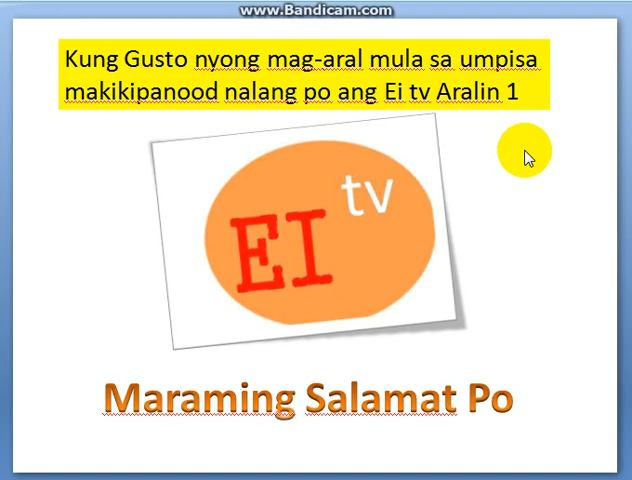 www.Bandicam.com
Kung Gusto nyong mag-aral mula sa umpisa
makikipanood nalang po ang Ei tv Aralin 1
tv
EI
Maraming Salamat Po